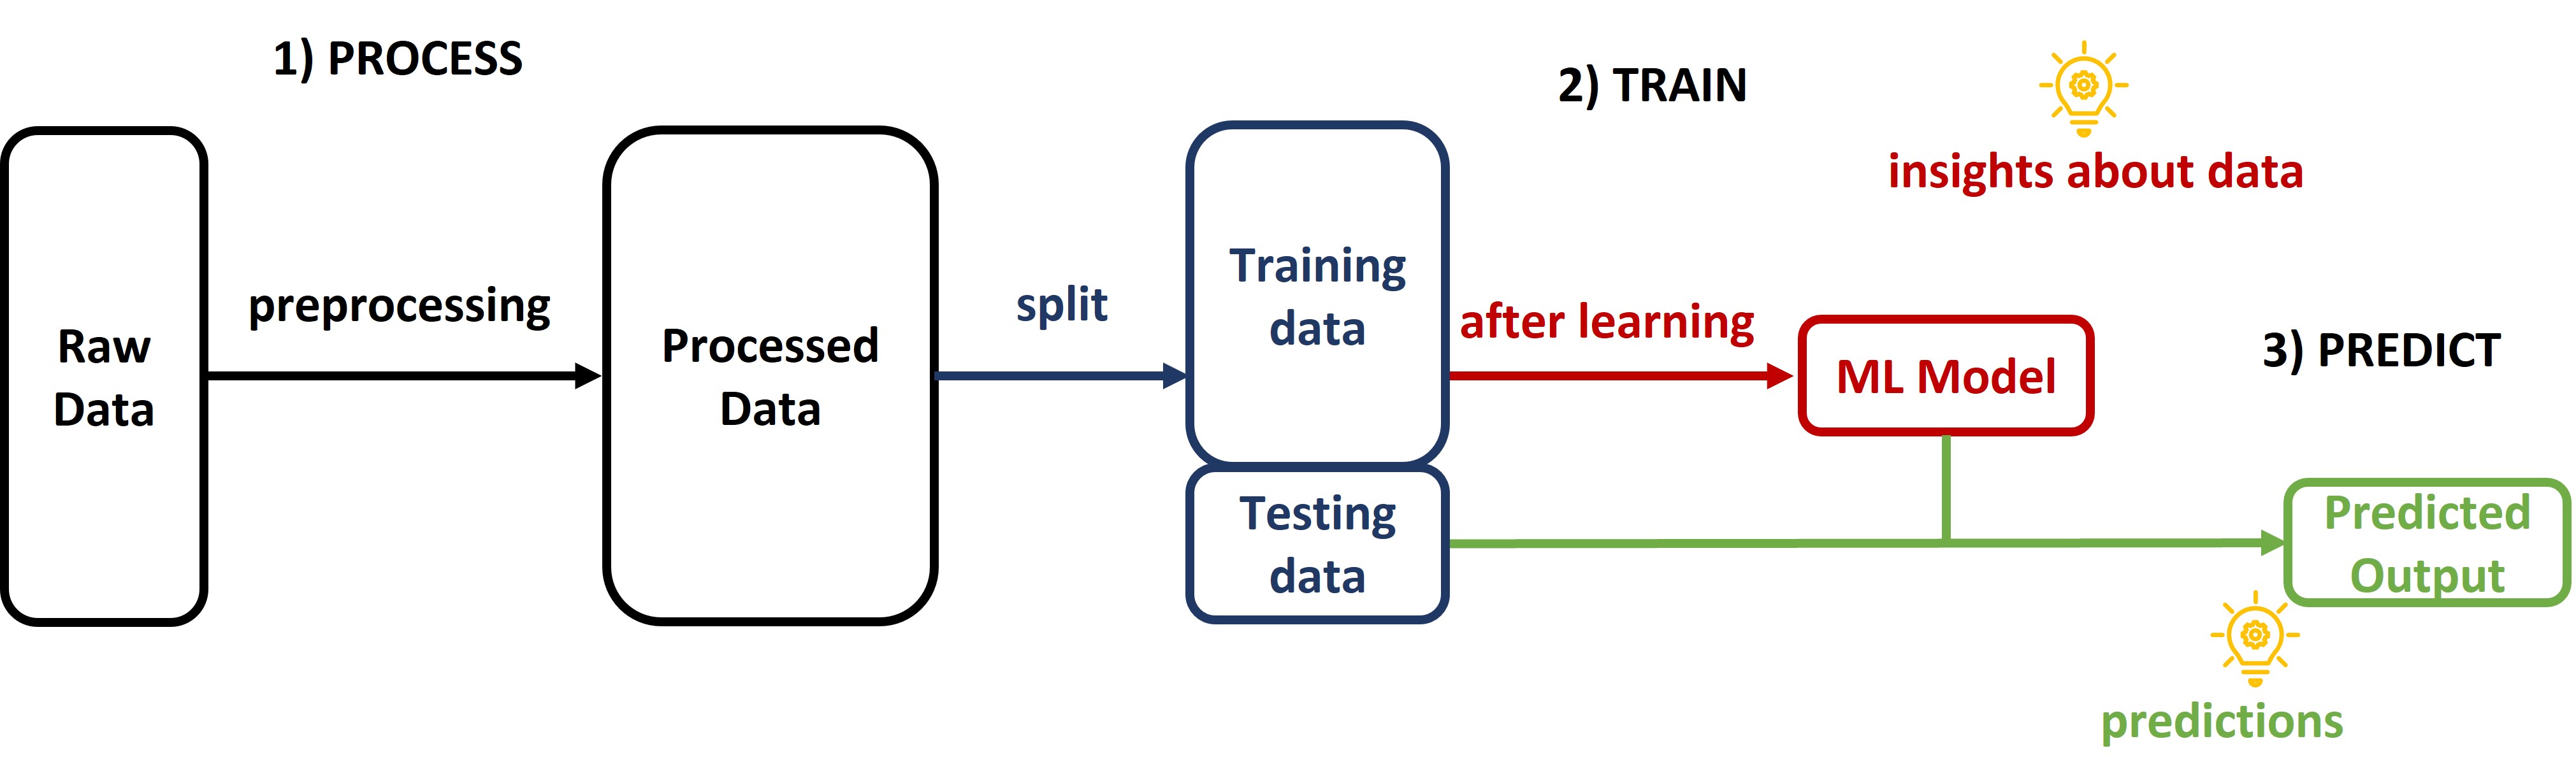 1) PROCESS
2) TRAIN
insights about data
Raw
Data
preprocessing
Processed
Data
split
Training
data
after learning
ML Model
3) PREDICT
Testing
data
Predicted
Output
predictions